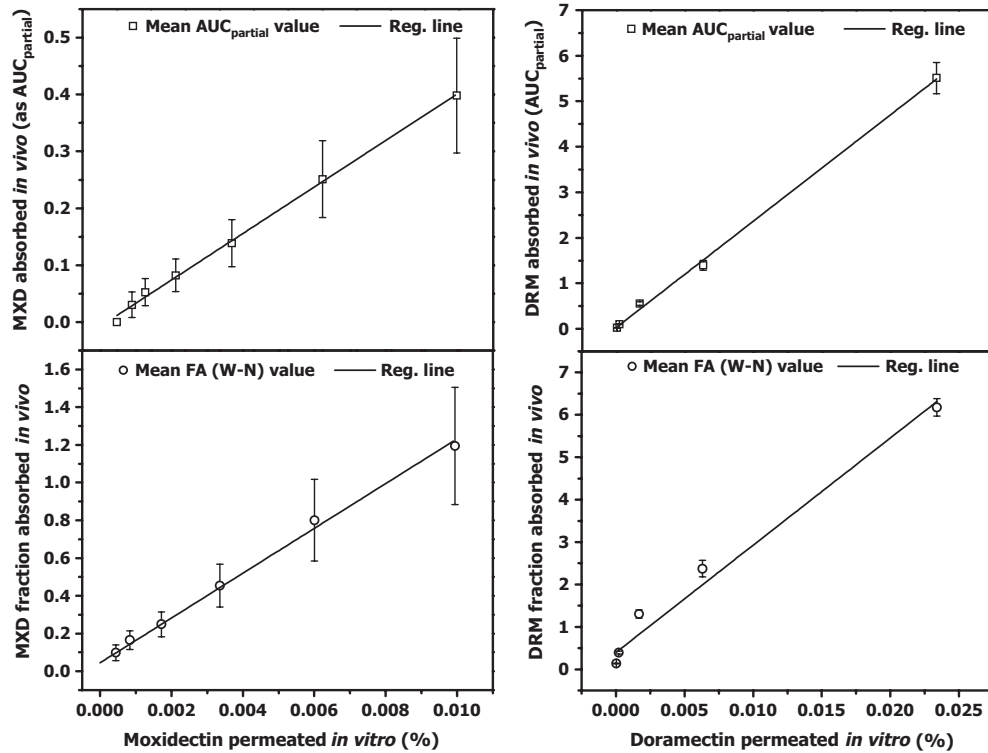 MXD absorbed in vivo (as AUCpartial)
0.5
0.4
0.3
0.2
0.1
0.0
Mean AUCpartial value
Reg. line
DRM absorbed in vivo (AUCpartial)
7
6
5
4
3
2
1
0
Mean AUCpartial value
Reg. line
MXD fraction absorbed in vivo
1.6
1.4
1.2
1.0
0.8
0.6
0.4
0.2
0.0
Mean FA (W-N) value
Reg. line
0.000 0.002 0.004 0.006 0.008 0.010
Moxidectin permeated in vitro (%)
DRM fraction absorbed in vivo
7
6
5
4
3
2
1
0
Mean FA (W-N) value
Reg. line
0.000 0.005 0.010 0.015 0.020 0.025
Doramectin permeated in vitro (%)